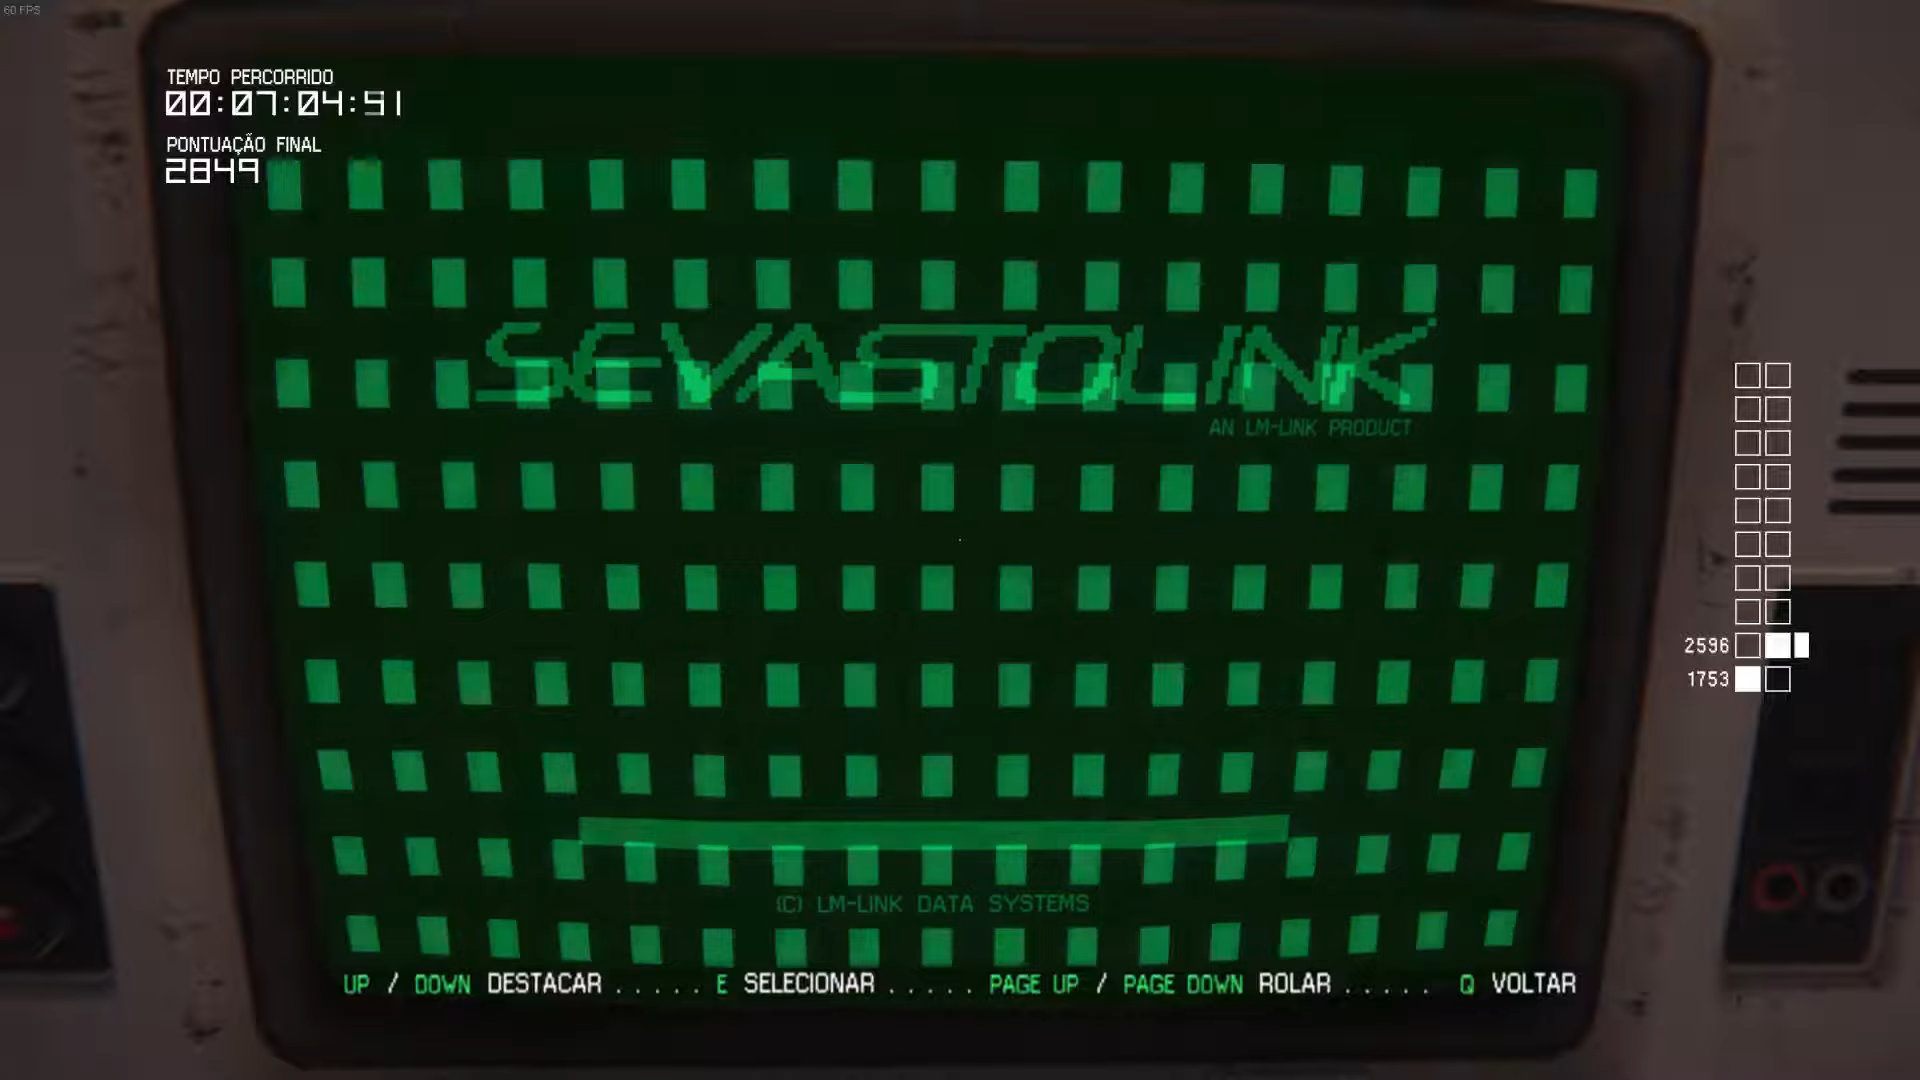 60 FPS
TEMPO PERCORRIDO
00:07:04:51
PONTUAÇÃO FINAL
2849
SEVASTOLINK
AN LM-LINK PRODUCT
2596
1753
(C) LM-LINK DATA SYSTEMS
UP / DOWN DESTACAR ..... E SELECIONAR ..... PAGE UP / PAGE DOWN ROLAR ..... Q VOLTAR